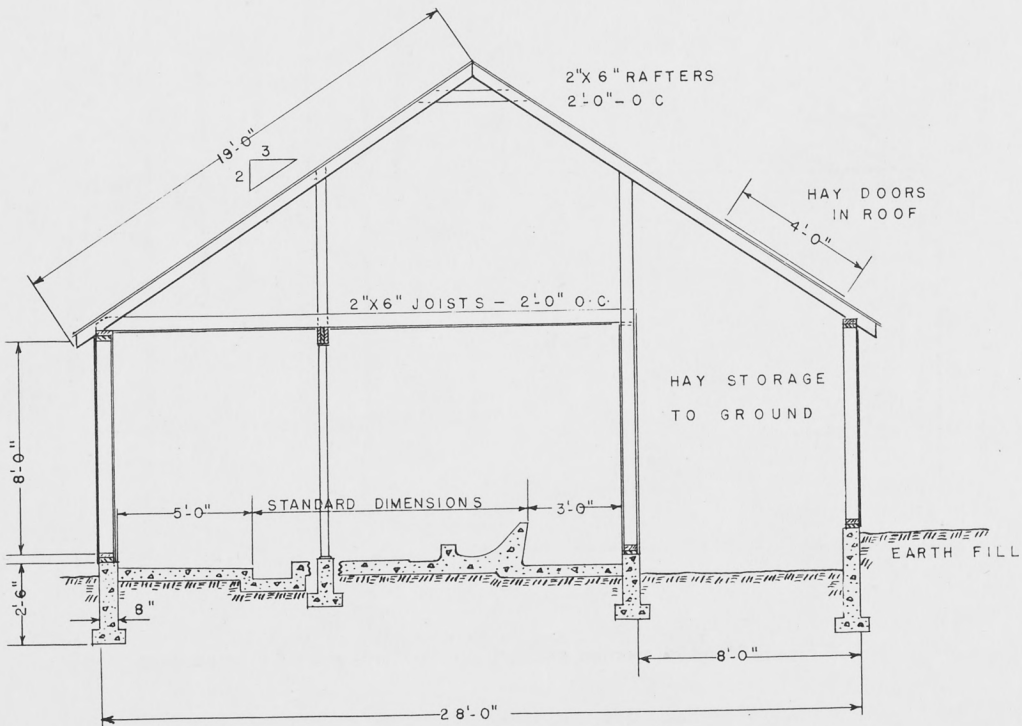 2"X 6" RAFTERS
2'-0"- O C
19'-0"
3
2
HAY DOORS
IN ROOF
4'-0"
2"X6" JOISTS - 2'-0" O.C.
HAY STORAGE
TO GROUND
8'-0"
5'-0"
STANDARD DIMENSIONS
3'-0"
EARTH FILL
2'-6"
8"
8'-0"
28'-0"